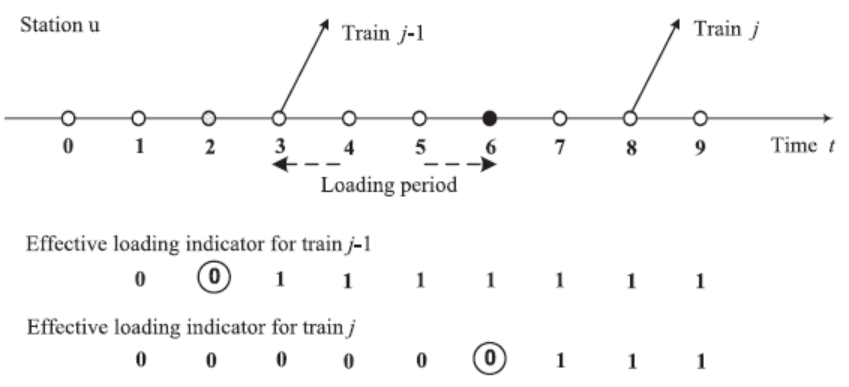 Station u
Train j-1
Train j
0 1 2 3 4 5 6 7 8 9 Time t
Loading period
Effective loading indicator for train j-1
0 0 1 1 1 1 1 1 1
Effective loading indicator for train j
0 0 0 0 0 0 1 1 1